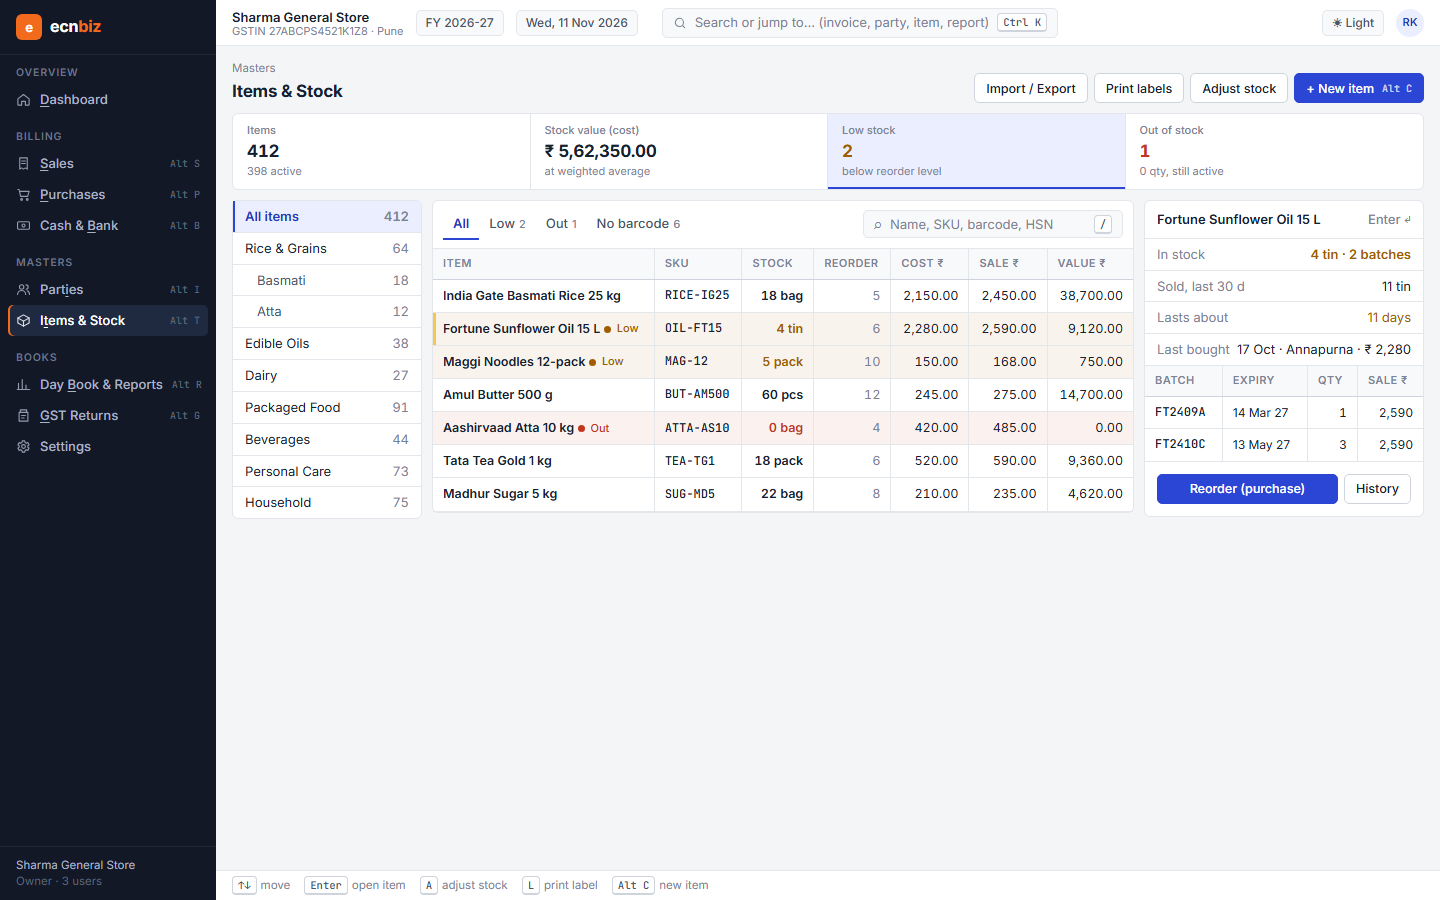 ecnbiz
OVERVIEW
Dashboard
BILLING
Sales Alt S
Purchases Alt P
Cash & Bank Alt B
MASTERS
Parties Alt I
Items & Stock Alt T
BOOKS
Day Book & Reports Alt R
GST Returns Alt G
Settings
Sharma General Store
Owner · 3 users
Sharma General Store
GSTIN 27ABCPS4521K1Z8 · Pune
FY 2026-27
Wed, 11 Nov 2026
Search or jump to... (invoice, party, item, report) Ctrl K
☀ Light
RK
Masters
Items & Stock
Import / Export
Print labels
Adjust stock
+ New item Alt C
Items
412
398 active
Stock value (cost)
₹ 5,62,350.00
at weighted average
Low stock
2
below reorder level
Out of stock
1
0 qty, still active
All items 412
Rice & Grains 64
Basmati 18
Atta 12
Edible Oils 38
Dairy 27
Packaged Food 91
Beverages 44
Personal Care 73
Household 75
All Low 2 Out 1 No barcode 6
Name, SKU, barcode, HSN /
ITEM SKU STOCK REORDER COST ₹ SALE ₹ VALUE ₹
India Gate Basmati Rice 25 kg RICE-IG25 18 bag 5 2,150.00 2,450.00 38,700.00
Fortune Sunflower Oil 15 L ● Low OIL-FT15 4 tin 6 2,280.00 2,590.00 9,120.00
Maggi Noodles 12-pack ● Low MAG-12 5 pack 10 150.00 168.00 750.00
Amul Butter 500 g BUT-AM500 60 pcs 12 245.00 275.00 14,700.00
Aashirvaad Atta 10 kg ● Out ATTA-AS10 0 bag 4 420.00 485.00 0.00
Tata Tea Gold 1 kg TEA-TG1 18 pack 6 520.00 590.00 9,360.00
Madhur Sugar 5 kg SUG-MD5 22 bag 8 210.00 235.00 4,620.00
Fortune Sunflower Oil 15 L Enter ↲
In stock 4 tin · 2 batches
Sold, last 30 d 11 tin
Lasts about 11 days
Last bought 17 Oct · Annapurna · ₹ 2,280
BATCH EXPIRY QTY SALE ₹
FT2409A 14 Mar 27 1 2,590
FT2410C 13 May 27 3 2,590
Reorder (purchase)
History
↑↓ move Enter open item A adjust stock L print label Alt C new item